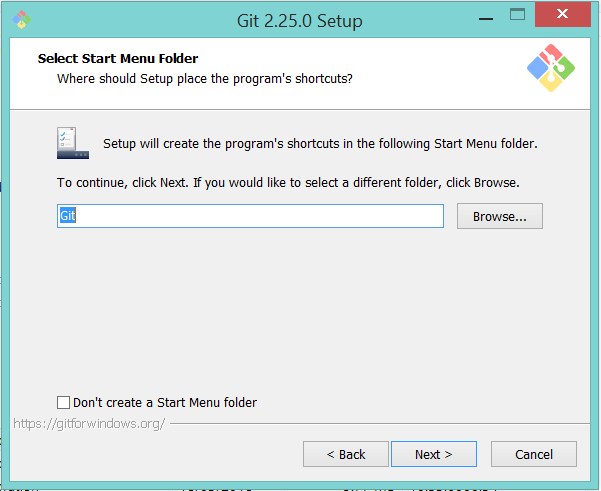 Git 2.25.0 Setup
Select Start Menu Folder
Where should Setup place the program's shortcuts?
Setup will create the program's shortcuts in the following Start Menu folder.
To continue, click Next. If you would like to select a different folder, click Browse.
Git
Browse...
Don't create a Start Menu folder
https://gitforwindows.org/
< Back
Next >
Cancel